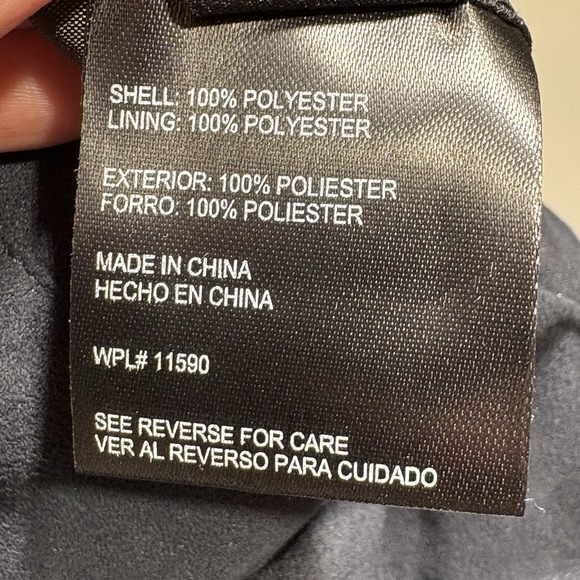 SHELL: 100% POLYESTER
LINING: 100% POLYESTER
EXTERIOR: 100% POLIESTER
FORRO: 100% POLIESTER
MADE IN CHINA
HECHO EN CHINA
WPL# 11590
SEE REVERSE FOR CARE
VER AL REVERSO PARA CUIDADO